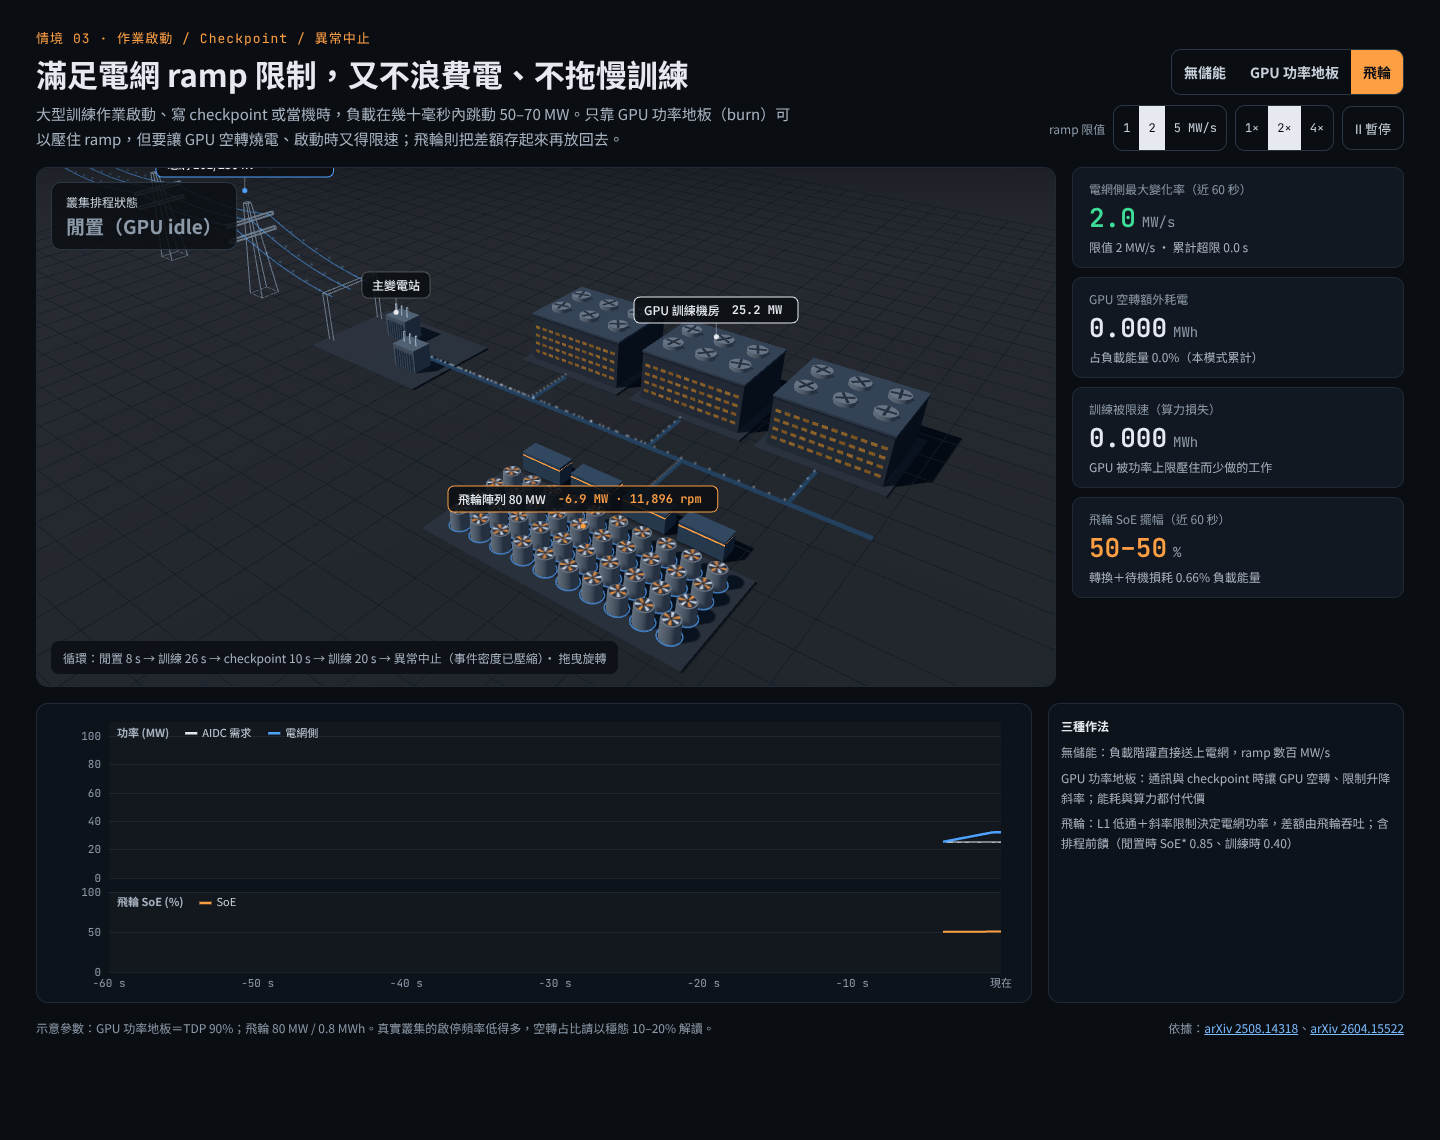 情境 03 · 作業啟動 / Checkpoint / 異常中止
滿足電網 ramp 限制，又不浪費電、不拖慢訓練
大型訓練作業啟動、寫 checkpoint 或當機時，負載在幾十毫秒內跳動 50–70 MW。只靠 GPU 功率地板（burn）可
以壓住 ramp，但要讓 GPU 空轉燒電、啟動時又得限速；飛輪則把差額存起來再放回去。
無儲能 GPU 功率地板 飛輪
ramp 限值 1 2 5 MW/s 1× 2× 4× II 暫停
叢集排程狀態
閒置（GPU idle）
主變電站
GPU 訓練機房 25.2 MW
飛輪陣列 80 MW -6.9 MW · 11,896 rpm
循環：閒置 8 s → 訓練 26 s → checkpoint 10 s → 訓練 20 s → 異常中止（事件密度已壓縮）· 拖曳旋轉
電網側最大變化率（近 60 秒）
2.0 MW/s
限值 2 MW/s · 累計超限 0.0 s
GPU 空轉額外耗電
0.000 MWh
占負載能量 0.0%（本模式累計）
訓練被限速（算力損失）
0.000 MWh
GPU 被功率上限壓住而少做的工作
飛輪 SoE 擺幅（近 60 秒）
50–50 %
轉換＋待機損耗 0.66% 負載能量
功率 (MW) AIDC 需求 電網側
100
80
60
40
20
0
飛輪 SoE (%) SoE
100
50
0
-60 s -50 s -40 s -30 s -20 s -10 s 現在
三種作法
無儲能：負載階躍直接送上電網，ramp 數百 MW/s
GPU 功率地板：通訊與 checkpoint 時讓 GPU 空轉、限制升降
斜率；能耗與算力都付代價
飛輪：L1 低通＋斜率限制決定電網功率，差額由飛輪吞吐；含
排程前饋（閒置時 SoE* 0.85、訓練時 0.40）
示意參數：GPU 功率地板＝TDP 90%；飛輪 80 MW / 0.8 MWh。真實叢集的啟停頻率低得多，空轉占比請以穩態 10–20% 解讀。
依據：arXiv 2508.14318、arXiv 2604.15522